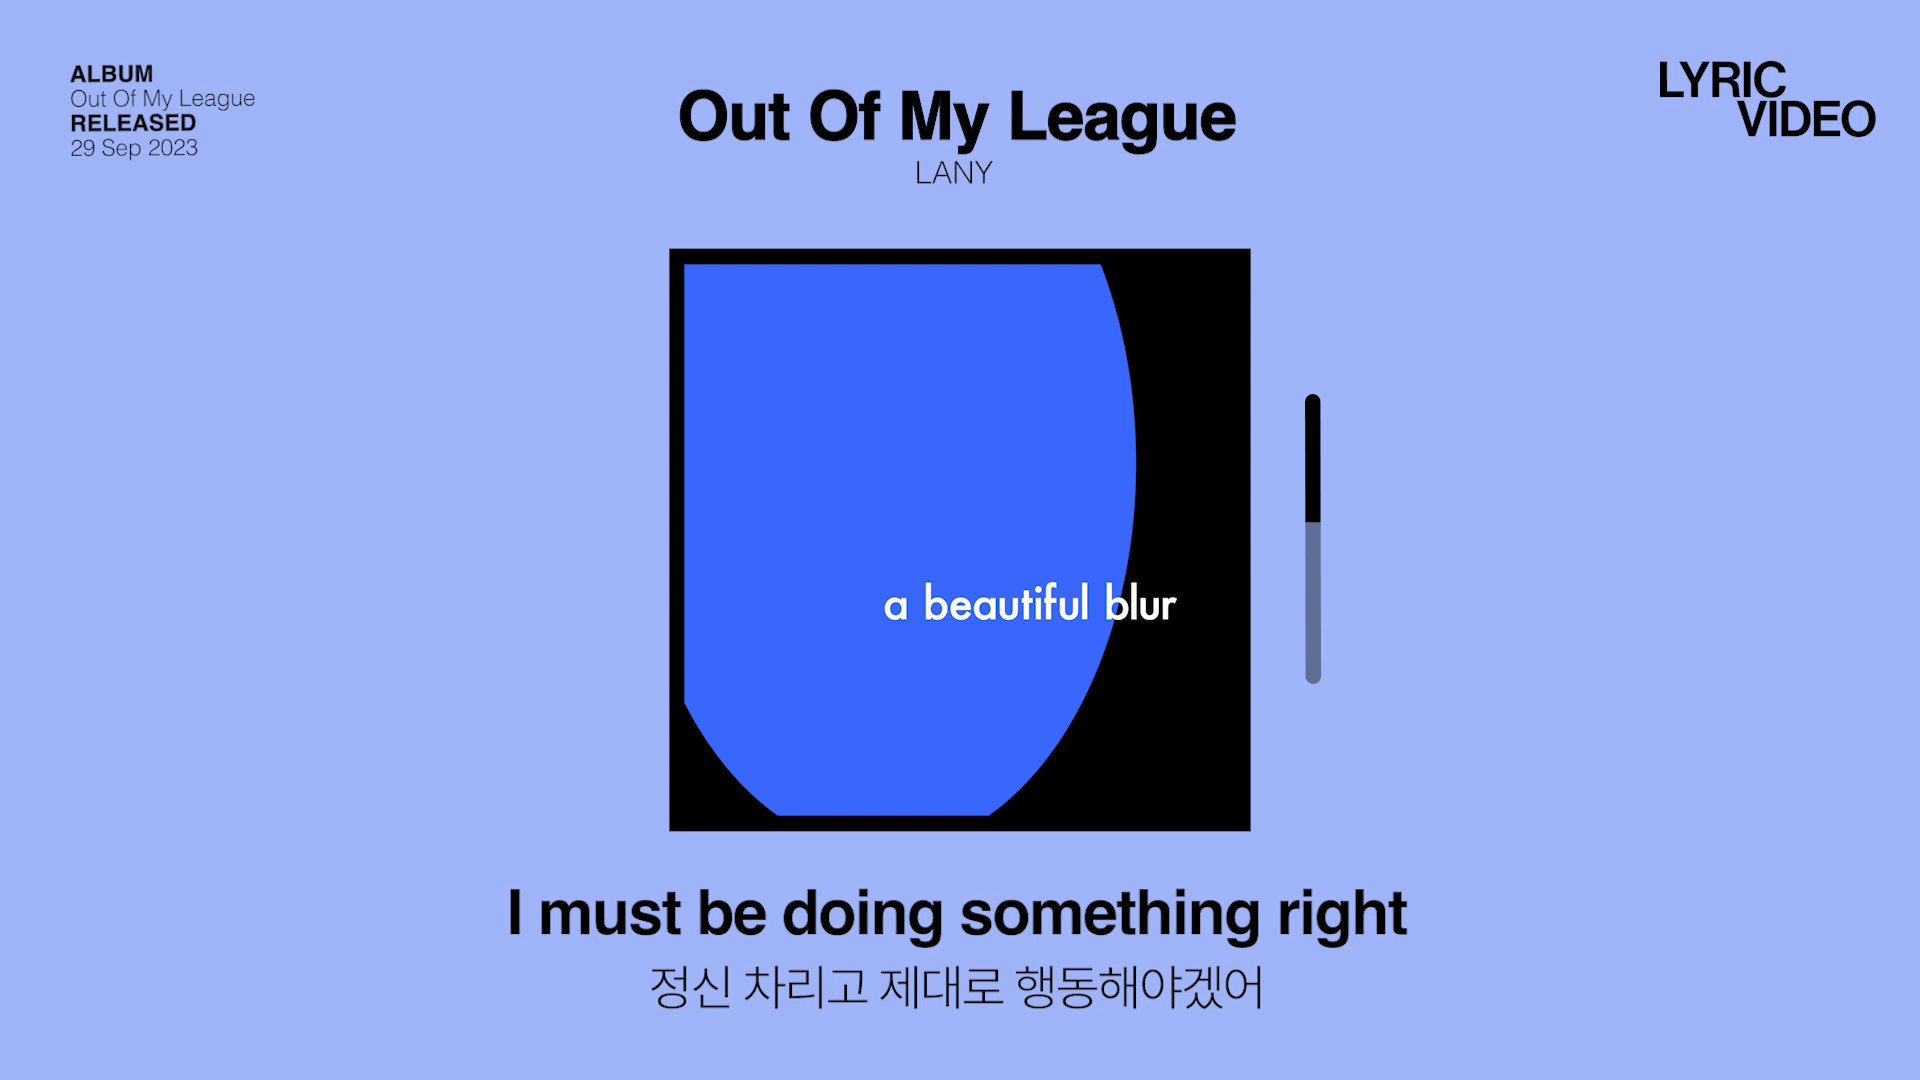 ALBUM
Out Of My League
RELEASED
29 Sep 2023
Out Of My League
LANY
LYRIC
VIDEO
a beautiful blur
I must be doing something right
정신 차리고 제대로 행동해야겠어